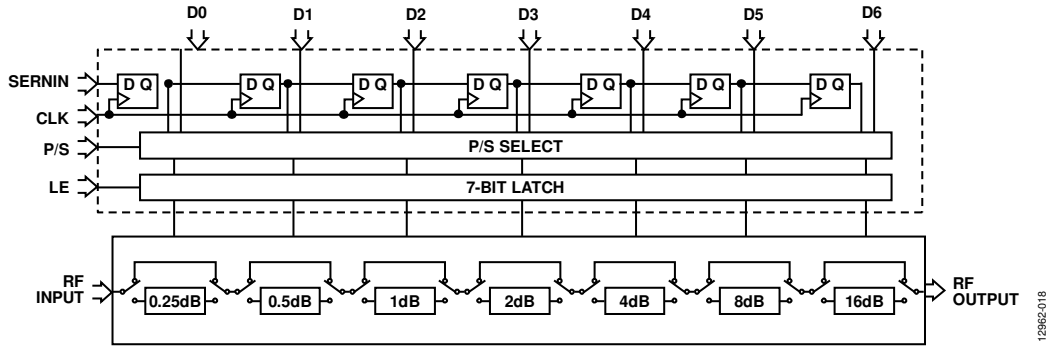 D0 D1 D2 D3 D4 D5 D6
SERNIN
D Q D Q D Q D Q D Q D Q D Q
CLK
P/S
P/S SELECT
LE
7-BIT LATCH
RF
INPUT
0.25dB 0.5dB 1dB 2dB 4dB 8dB 16dB
RF
OUTPUT
12962-018